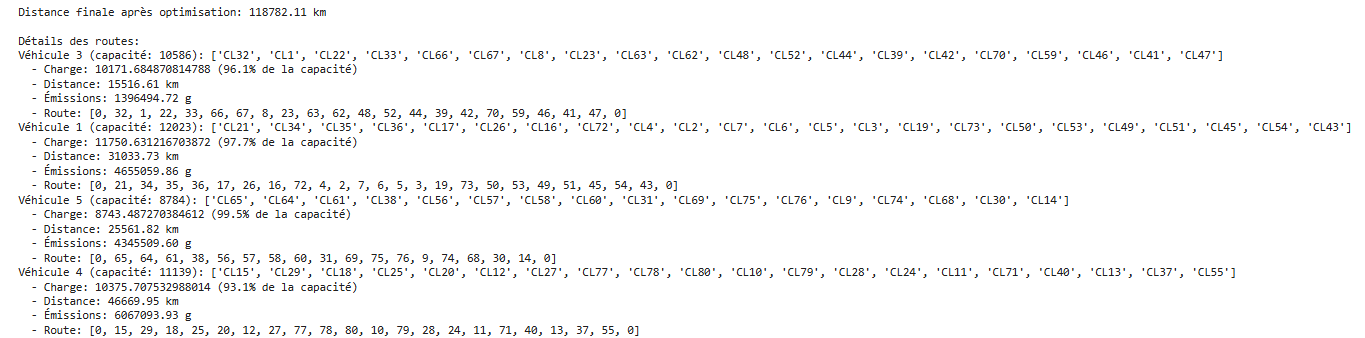 Distance finale après optimisation: 118782.11 km
Détails des routes:
Véhicule 3 (capacité: 10586): ['CL32', 'CL1', 'CL22', 'CL33', 'CL66', 'CL67', 'CL8', 'CL23', 'CL63', 'CL62', 'CL48', 'CL52', 'CL44', 'CL39', 'CL42', 'CL70', 'CL59', 'CL46', 'CL41', 'CL47']
- Charge: 10171.684870814788 (96.1% de la capacité)
- Distance: 15516.61 km
- Émissions: 1396494.72 g
- Route: [0, 32, 1, 22, 33, 66, 67, 8, 23, 63, 62, 48, 52, 44, 39, 42, 70, 59, 46, 41, 47, 0]
Véhicule 1 (capacité: 12023): ['CL21', 'CL34', 'CL35', 'CL36', 'CL17', 'CL26', 'CL16', 'CL72', 'CL4', 'CL2', 'CL7', 'CL6', 'CL5', 'CL3', 'CL19', 'CL73', 'CL50', 'CL53', 'CL49', 'CL51', 'CL45', 'CL54', 'CL43']
- Charge: 11750.631216703872 (97.7% de la capacité)
- Distance: 31033.73 km
- Émissions: 4655059.86 g
- Route: [0, 21, 34, 35, 36, 17, 26, 16, 72, 4, 2, 7, 6, 5, 3, 19, 73, 50, 53, 49, 51, 45, 54, 43, 0]
Véhicule 5 (capacité: 8784): ['CL65', 'CL64', 'CL61', 'CL38', 'CL56', 'CL57', 'CL58', 'CL60', 'CL31', 'CL69', 'CL75', 'CL76', 'CL9', 'CL74', 'CL68', 'CL30', 'CL14']
- Charge: 8743.487270384612 (99.5% de la capacité)
- Distance: 25561.82 km
- Émissions: 4345509.60 g
- Route: [0, 65, 64, 61, 38, 56, 57, 58, 60, 31, 69, 75, 76, 9, 74, 68, 30, 14, 0]
Véhicule 4 (capacité: 11139): ['CL15', 'CL29', 'CL18', 'CL25', 'CL20', 'CL12', 'CL27', 'CL77', 'CL78', 'CL80', 'CL10', 'CL79', 'CL28', 'CL24', 'CL11', 'CL71', 'CL40', 'CL13', 'CL37', 'CL55']
- Charge: 10375.707532988014 (93.1% de la capacité)
- Distance: 46669.95 km
- Émissions: 6067093.93 g
- Route: [0, 15, 29, 18, 25, 20, 12, 27, 77, 78, 80, 10, 79, 28, 24, 11, 71, 40, 13, 37, 55, 0]